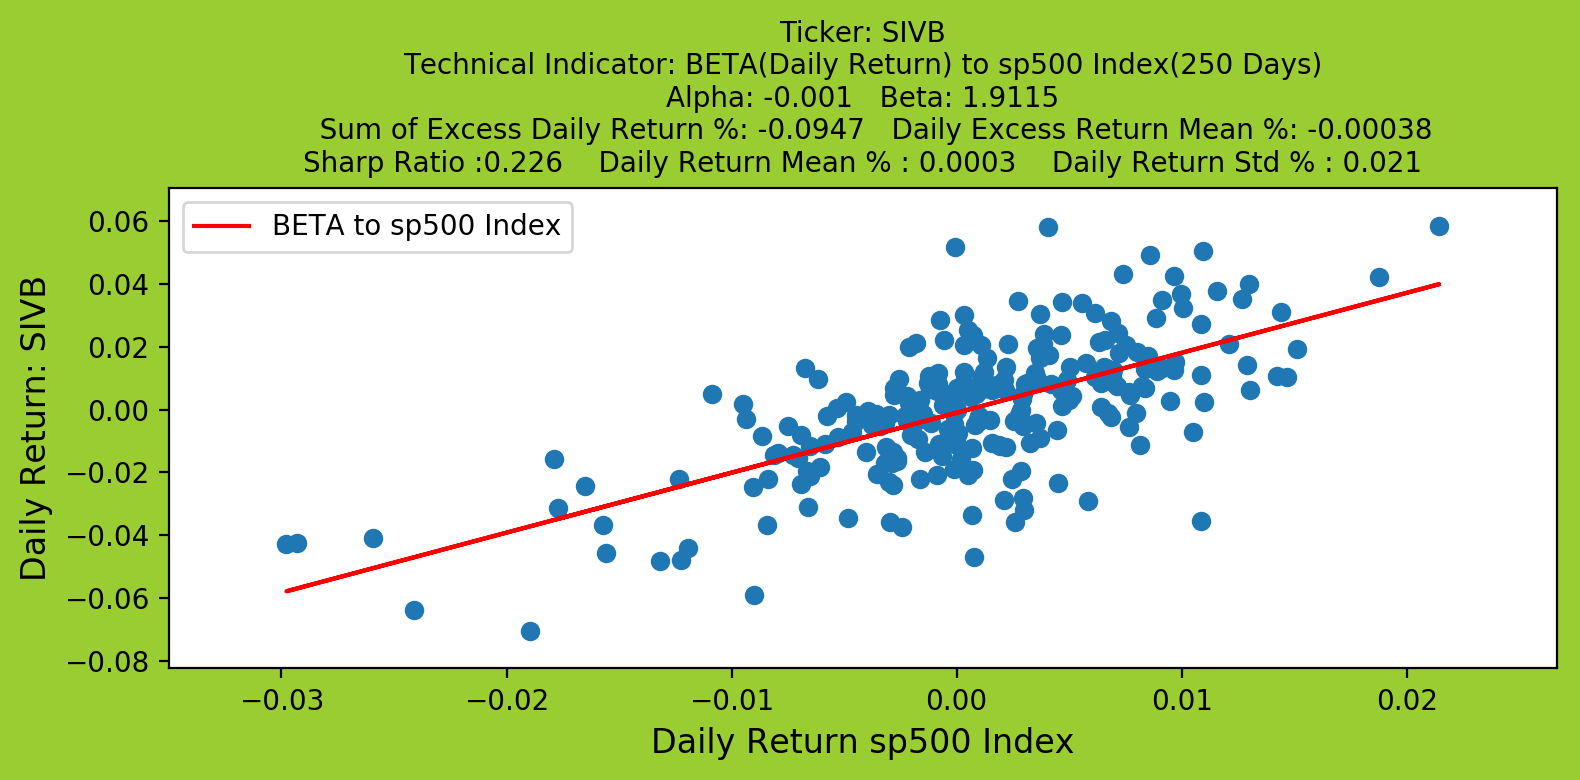 Ticker: SIVB
Technical Indicator: BETA(Daily Return) to sp500 Index(250 Days)
Alpha: -0.001 Beta: 1.9115
Sum of Excess Daily Return %: -0.0947 Daily Excess Return Mean %: -0.00038
Sharp Ratio :0.226 Daily Return Mean % : 0.0003 Daily Return Std % : 0.021
BETA to sp500 Index
Daily Return: SIVB
0.06
0.04
0.02
0.00
−0.02
−0.04
−0.06
−0.08
−0.03 −0.02 −0.01 0.00 0.01 0.02
Daily Return sp500 Index